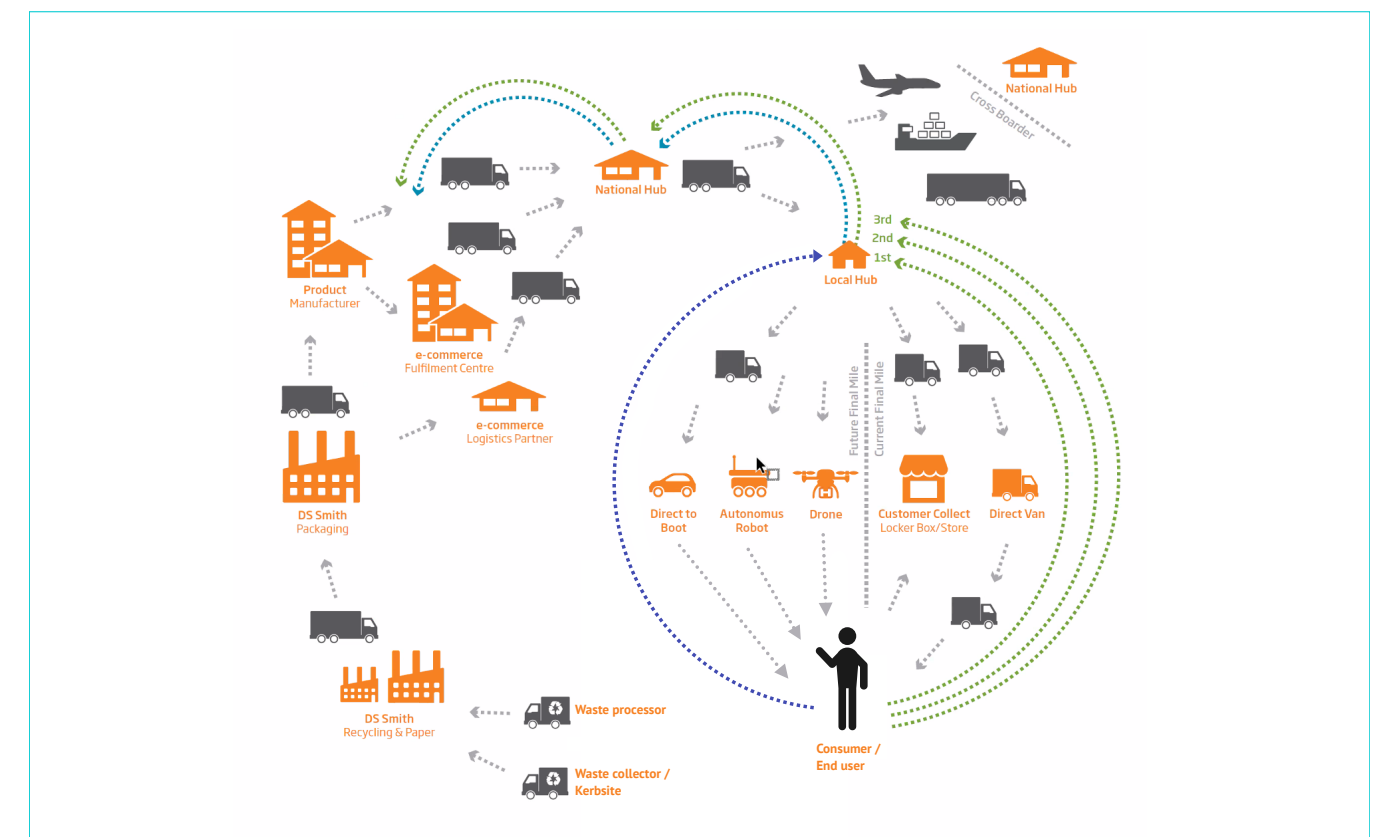 National Hub
Cross Boarder
National Hub
3rd
2nd
1st
Local Hub
Product
Manufacturer
e-commerce
Fulfilment Centre
e-commerce
Logistics Partner
Future Final Mile
Current Final Mile
DS Smith
Packaging
Direct to
Boot
Autonomus
Robot
Drone
Customer Collect
Locker Box/Store
Direct Van
DS Smith
Recycling & Paper
Waste processor
Waste collector /
Kerbsite
Consumer /
End user